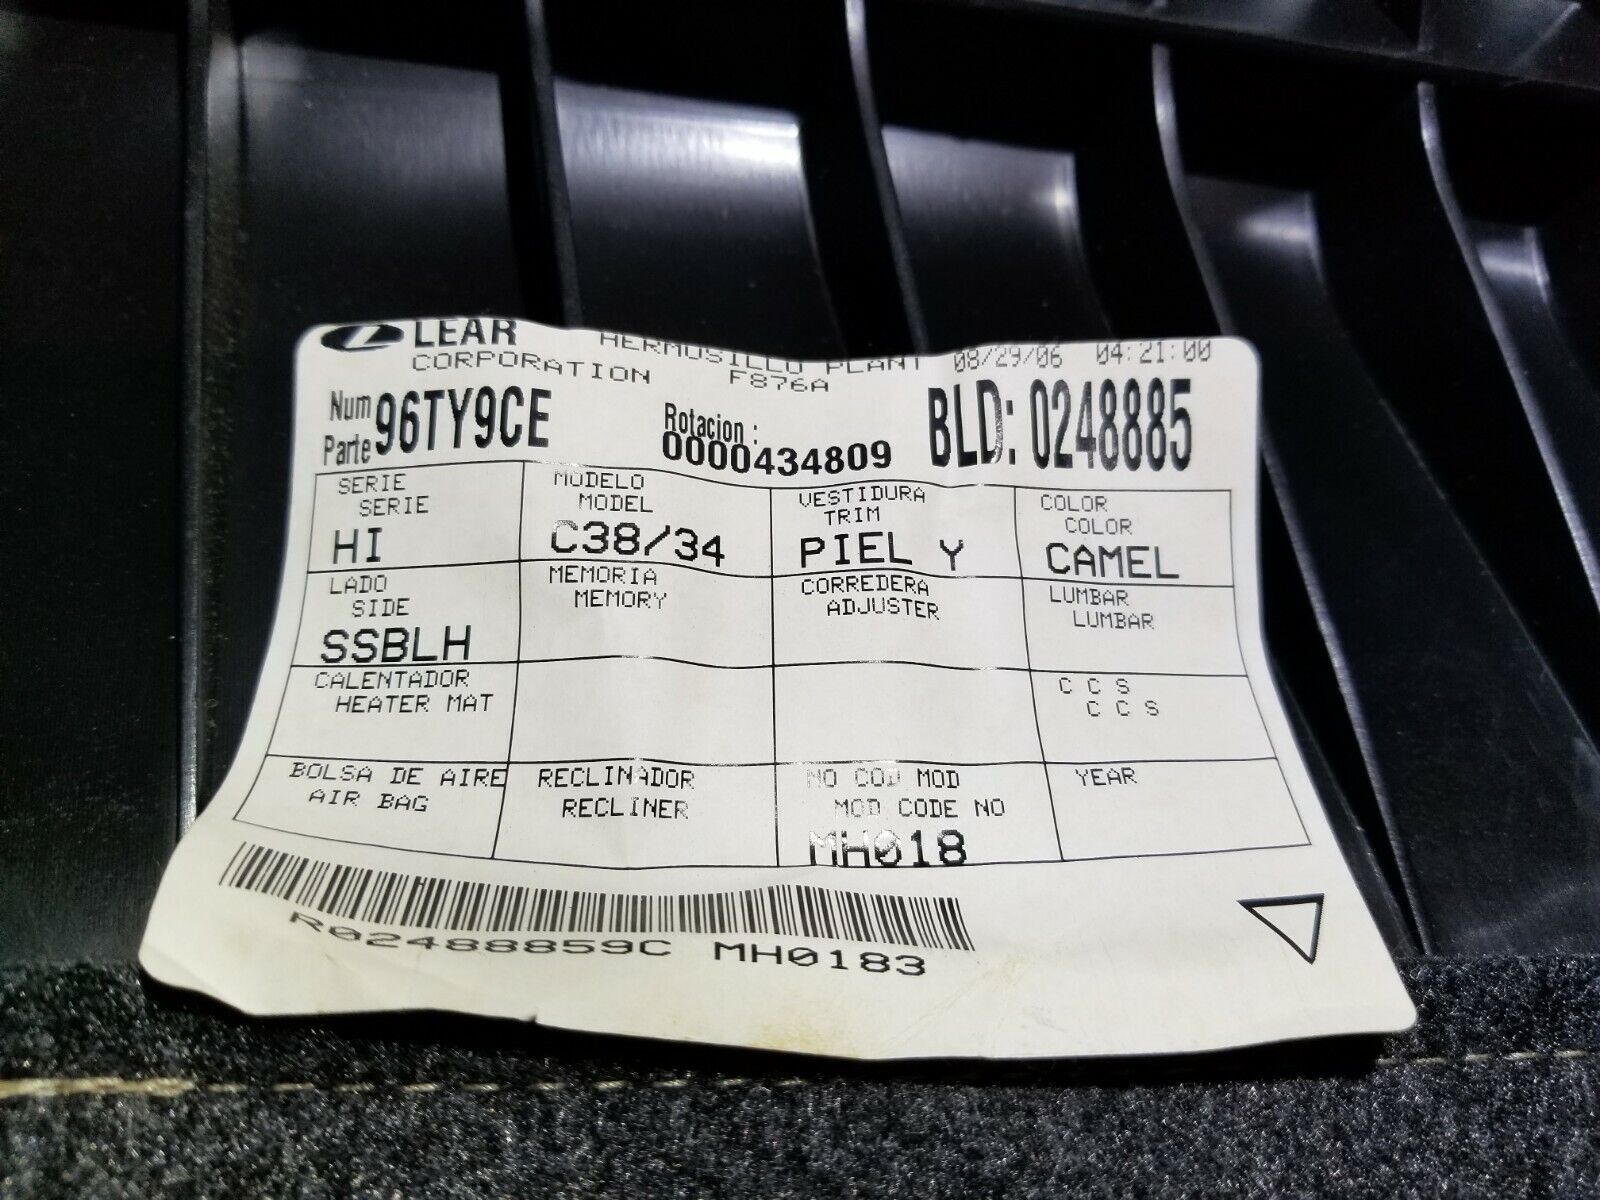 LEAR HERMOSILLO PLANT 08/29/06 04:21:00
CORPORATION F876A
Num Parte 96TY9CE Rotacion : 0000434809 BLD: 0248885
SERIE MODELO VESTIDURA COLOR
SERIE MODEL TRIM COLOR
HI C38/34 PIEL Y CAMEL
LADO MEMORIA CORREDERA LUMBAR
SIDE MEMORY ADJUSTER LUMBAR
SSBLH
CALENTADOR C C S
HEATER MAT C C S
BOLSA DE AIRE RECLINADOR NO COD MOD YEAR
AIR BAG RECLINER MOD CODE NO
MH018
R02488859C MH0183